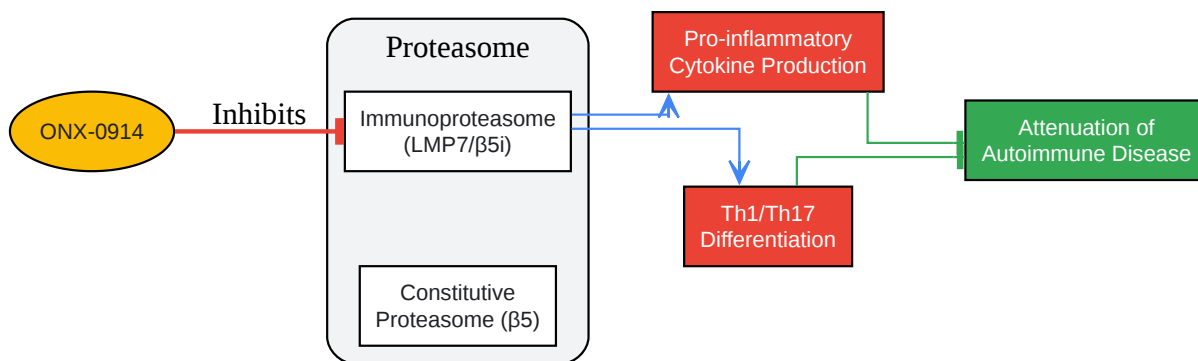 ONX-0914
Inhibits
Proteasome
Immunoproteasome
(LMP7/β5i)
Constitutive
Proteasome (β5)
Pro-inflammatory
Cytokine Production
Th1/Th17
Differentiation
Attenuation of
Autoimmune Disease